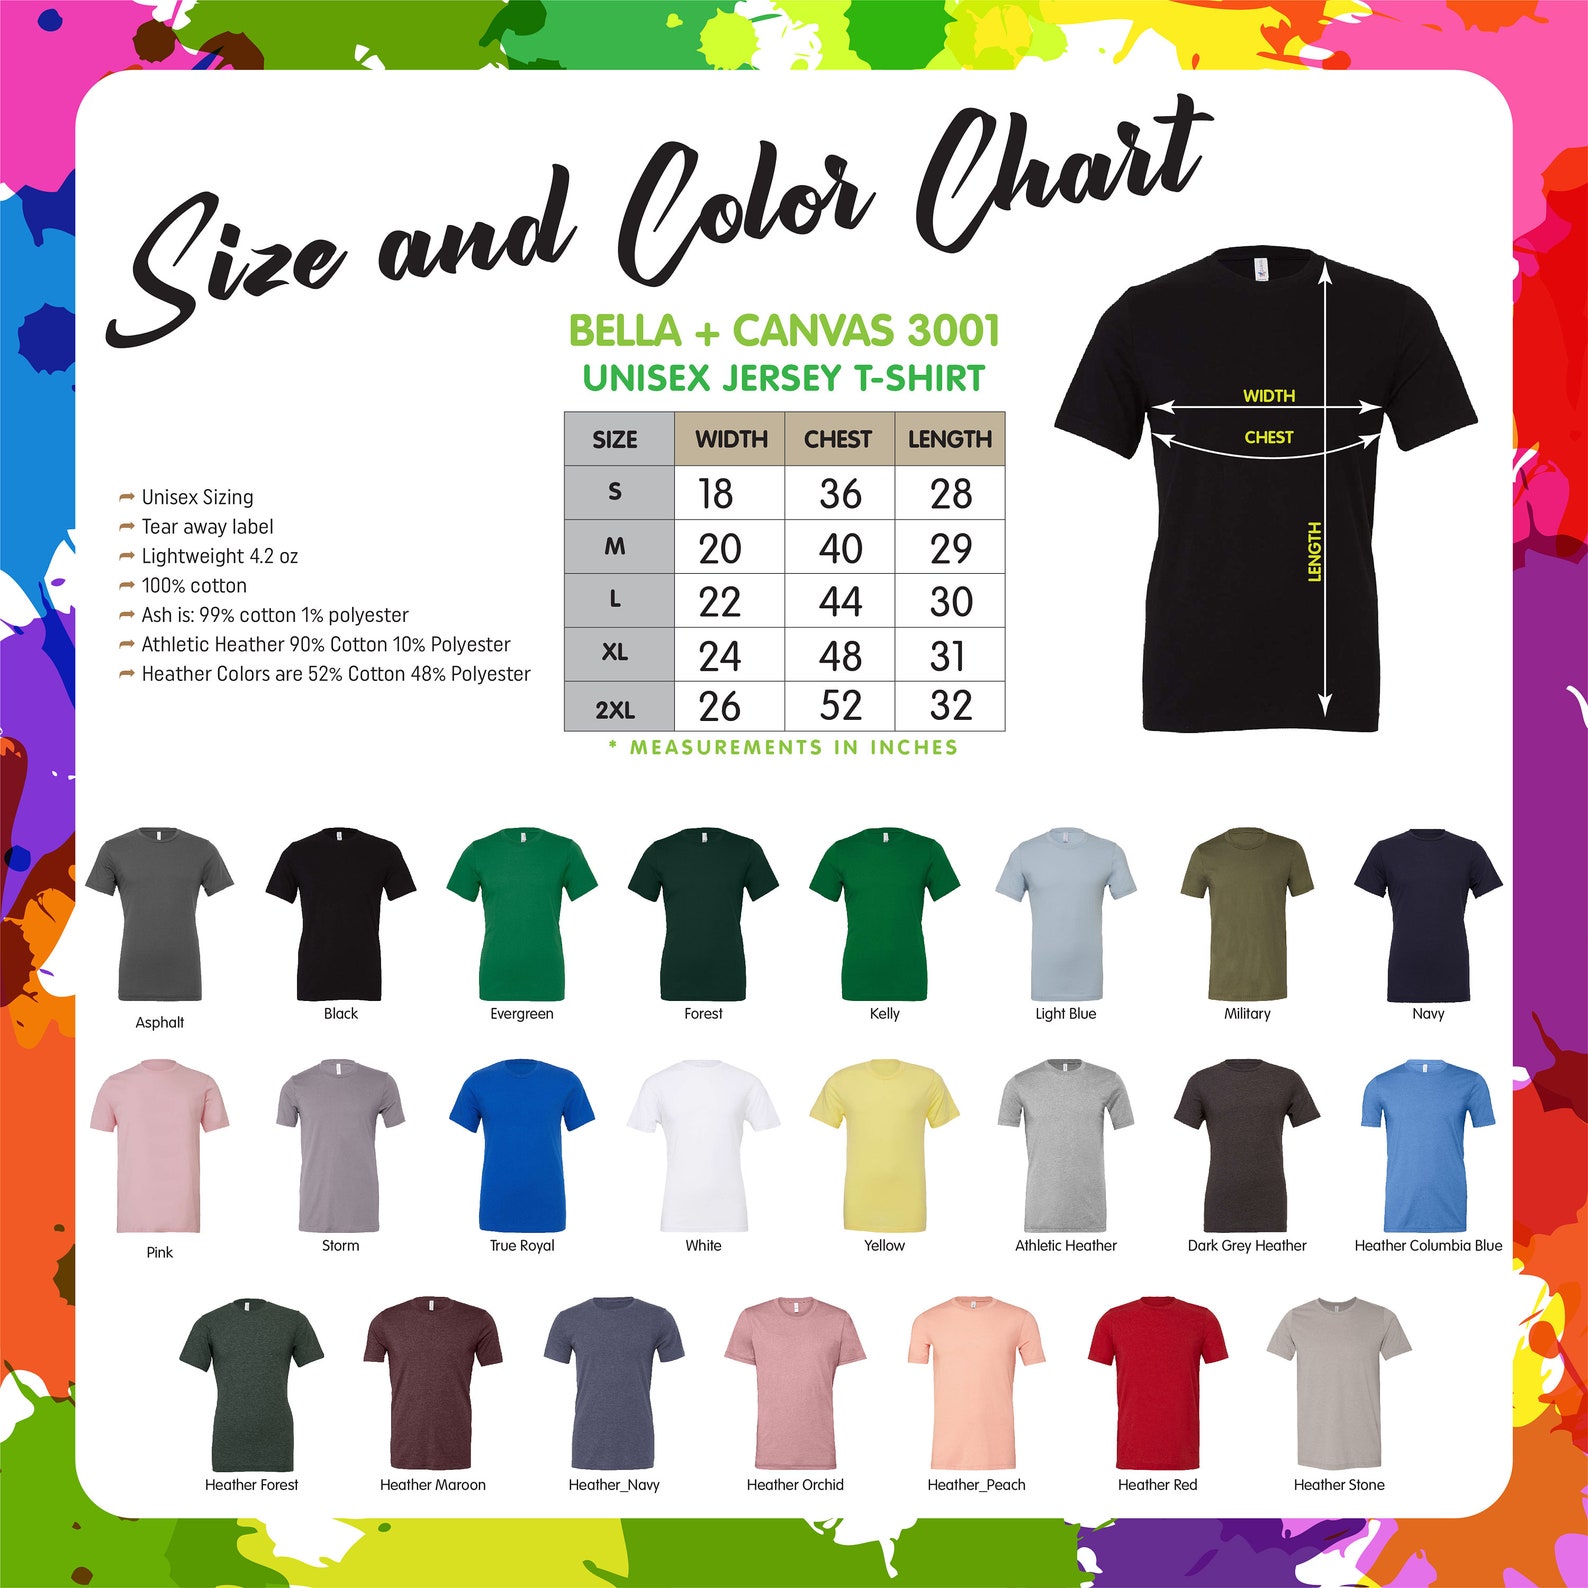 Size and Color Chart
BELLA + CANVAS 3001
UNISEX JERSEY T-SHIRT
SIZE WIDTH CHEST LENGTH
S 18 36 28
M 20 40 29
L 22 44 30
XL 24 48 31
2XL 26 52 32
* MEASUREMENTS IN INCHES
Unisex Sizing
Tear away label
Lightweight 4.2 oz
100% cotton
Ash is: 99% cotton 1% polyester
Athletic Heather 90% Cotton 10% Polyester
Heather Colors are 52% Cotton 48% Polyester
WIDTH
CHEST
LENGTH
Asphalt Black Evergreen Forest Kelly Light Blue Military Navy
Pink Storm True Royal White Yellow Athletic Heather Dark Grey Heather Heather Columbia Blue
Heather Forest Heather Maroon Heather_Navy Heather Orchid Heather_Peach Heather Red Heather Stone